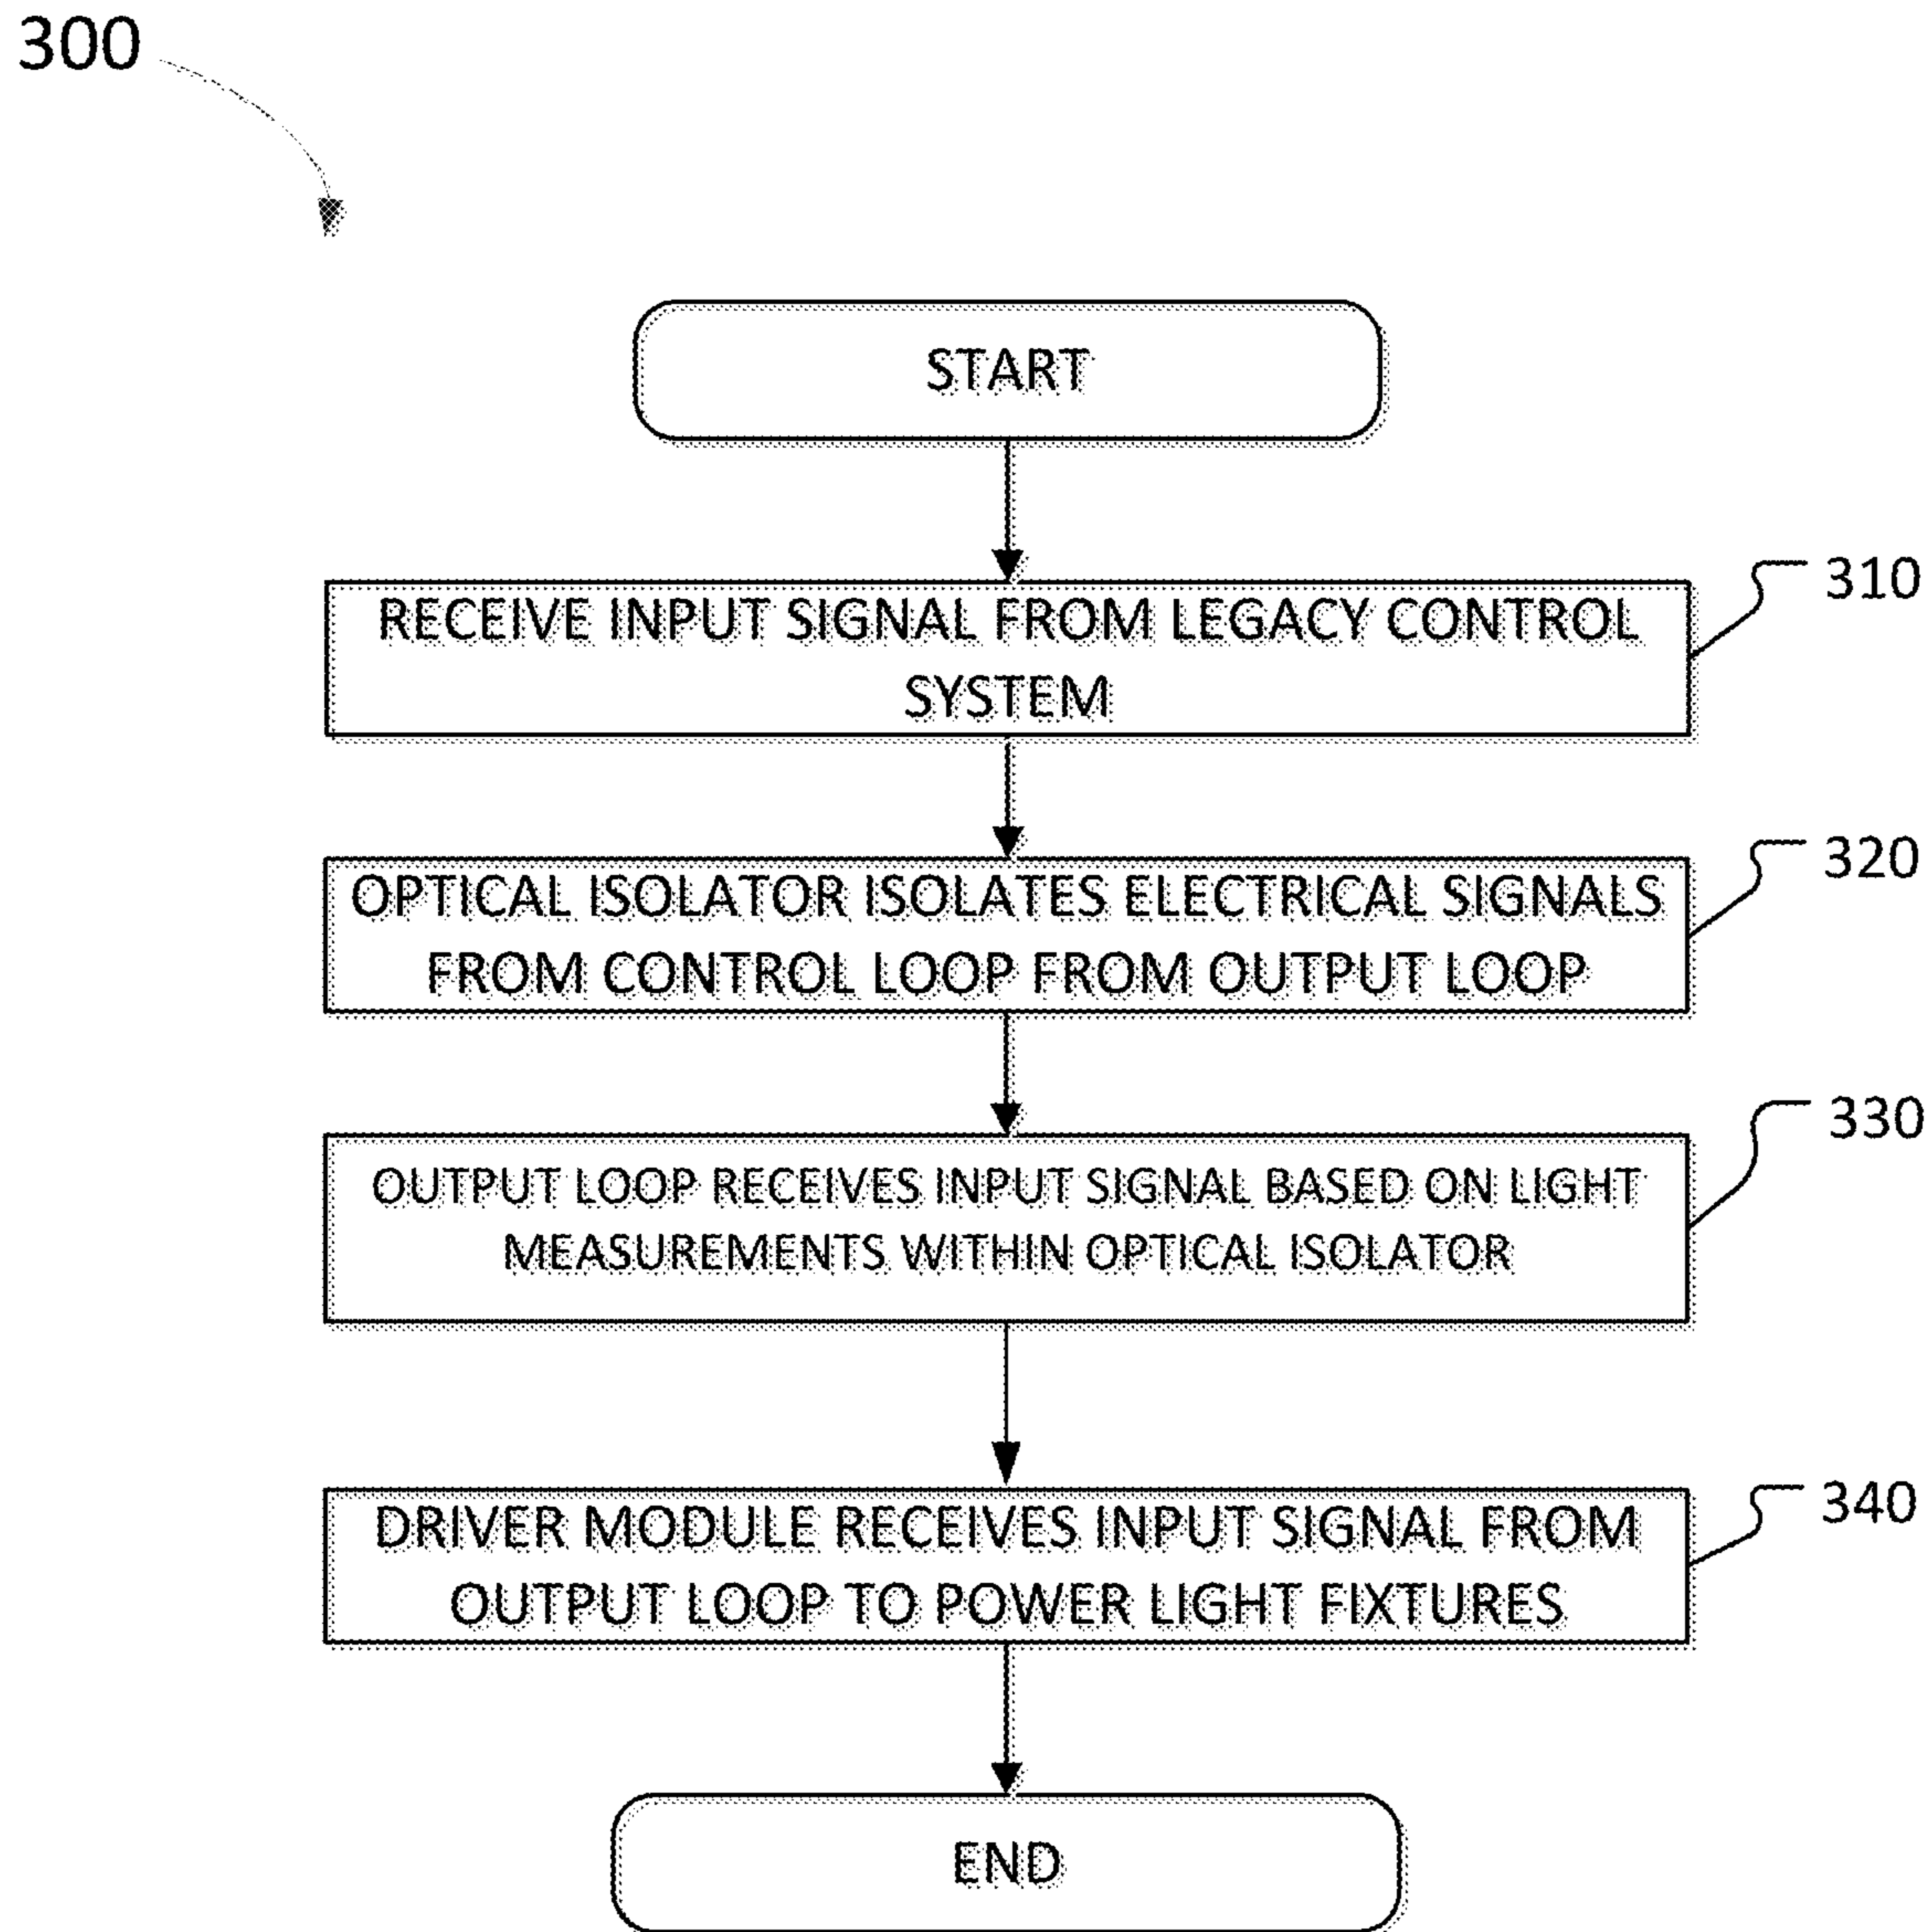 300
START
RECEIVE INPUT SIGNAL FROM LEGACY CONTROL
SYSTEM
310
OPTICAL ISOLATOR ISOLATES ELECTRICAL SIGNALS
FROM CONTROL LOOP FROM OUTPUT LOOP
320
OUTPUT LOOP RECEIVES INPUT SIGNAL BASED ON LIGHT
MEASUREMENTS WITHIN OPTICAL ISOLATOR
330
DRIVER MODULE RECEIVES INPUT SIGNAL FROM
OUTPUT LOOP TO POWER LIGHT FIXTURES
340
END